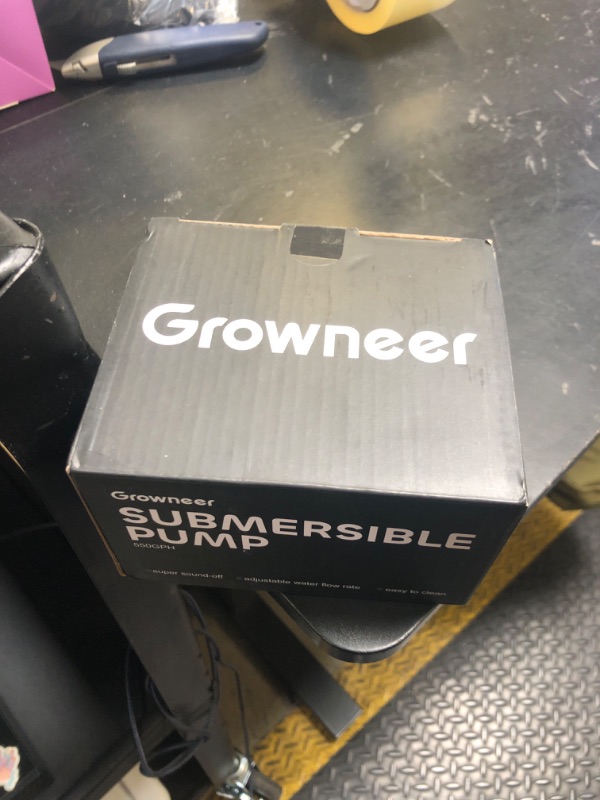 Growneer
Growneer
SUBMERSIBLE
PUMP
550GPH
super sound-off adjustable water flow rate easy to clean